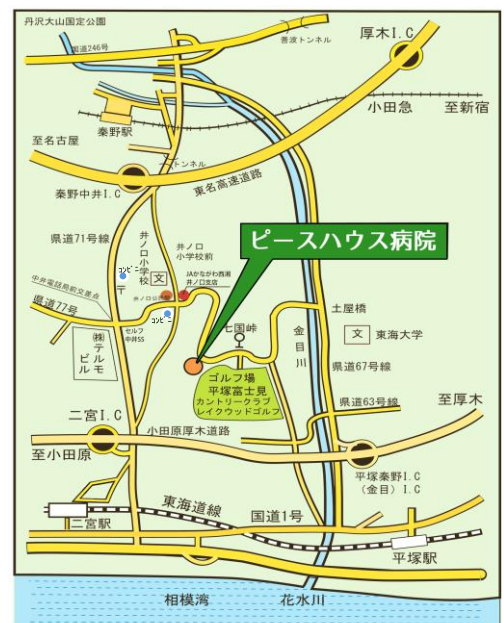 丹沢大山国定公園
国道246号
善波トンネル
厚木I.C
小田急
至新宿
秦野駅
至名古屋
トンネル
秦野中井I.C
東名高速道路
県道71号線
井ノ口小学校
文
井ノ口
小学校前
ピースハウス病院
コンビニ
〒
JAかながわ西湘
井ノ口支店
中井電話局前交差点
県道77号
コンビニ
セルフ
中井SS
㈱テルモビル
七国峠
金目川
土屋橋
文
東海大学
県道67号線
ゴルフ場
平塚富士見
カントリークラブ
レイクウッドゴルフ
県道63号線
至厚木
二宮I.C
小田原厚木道路
至小田原
平塚秦野I.C
(金目)I.C
東海道線
国道1号
二宮駅
平塚駅
相模湾
花水川